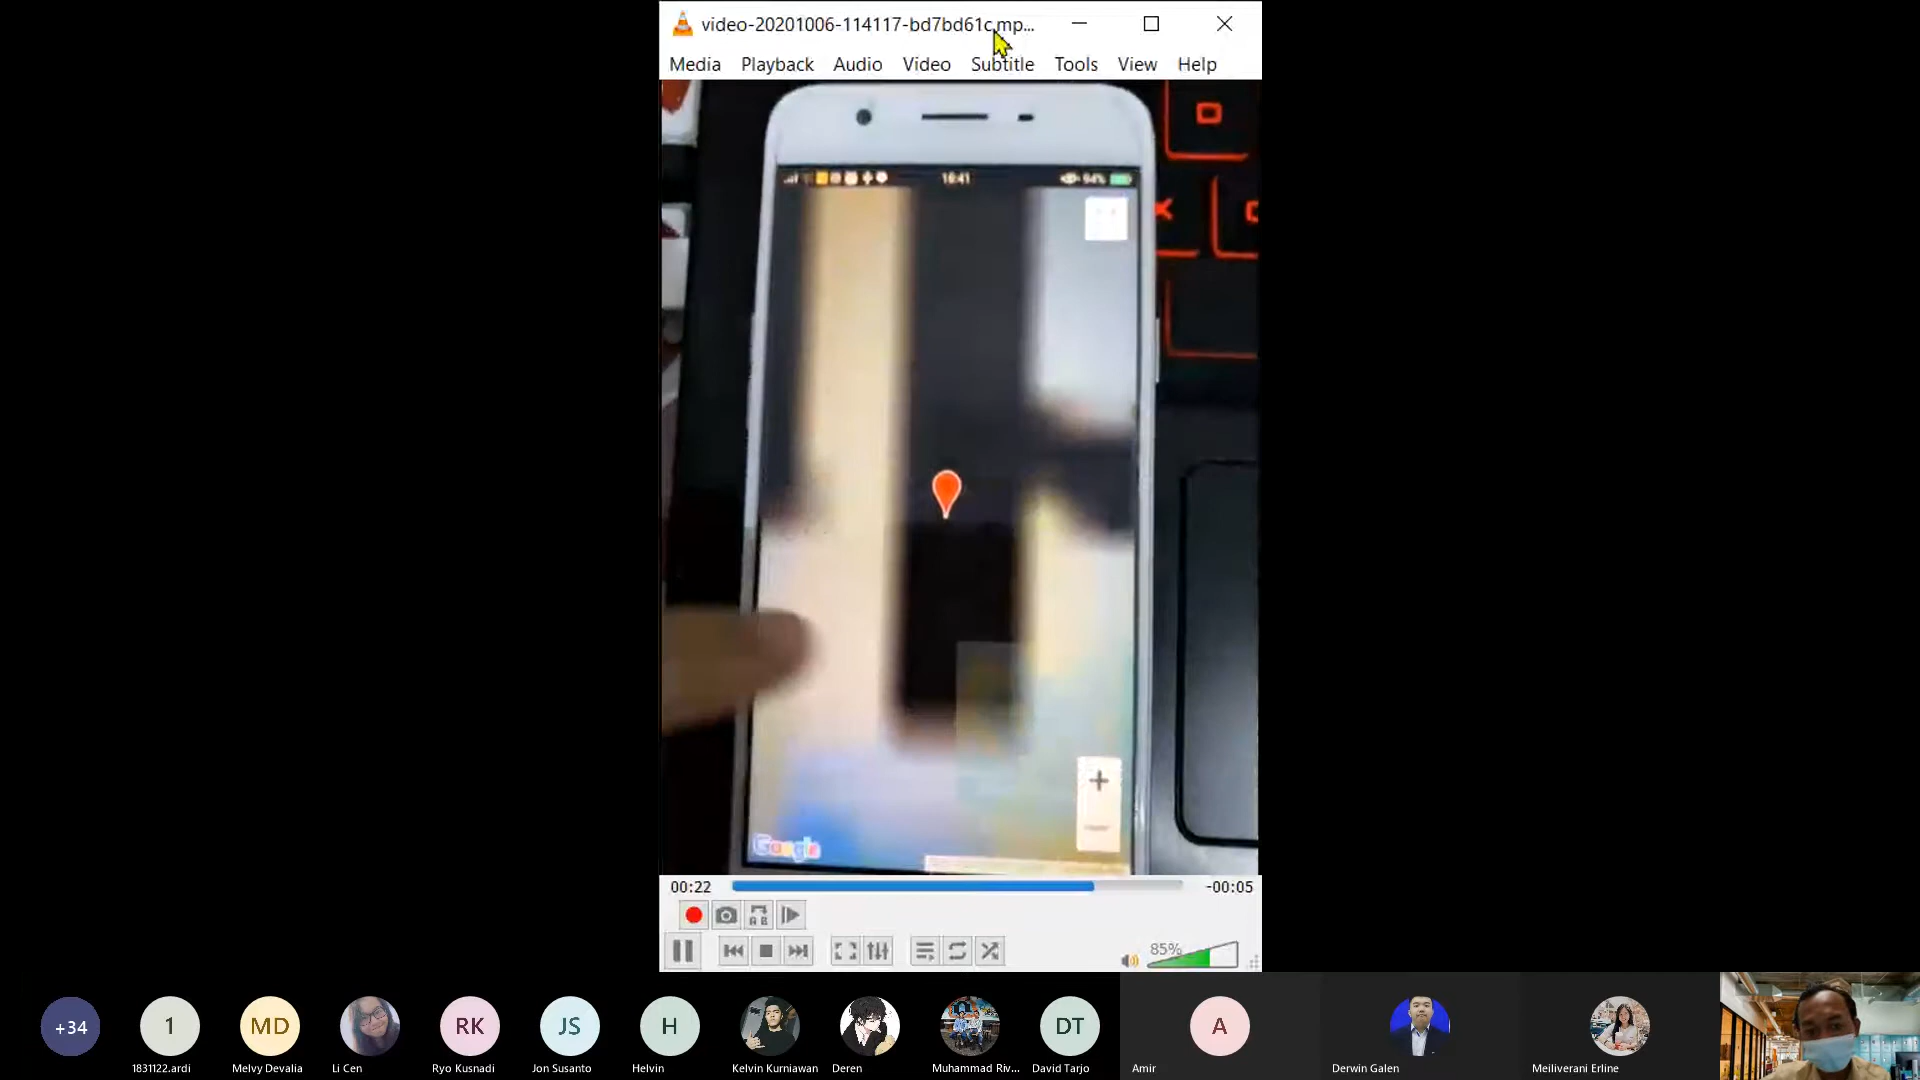 video-20201006-114117-bd7bd61c.mp...
Media Playback Audio Video Subtitle Tools View Help
18:41
94%
Google
00:22
-00:05
85%
+34
1
MD
RK
JS
H
DT
A
1831122.ardi
Melvy Devalia
Li Cen
Ryo Kusnadi
Jon Susanto
Helvin
Kelvin Kurniawan
Deren
Muhammad Riv...
David Tarjo
Amir
Derwin Galen
Meiliverani Erline